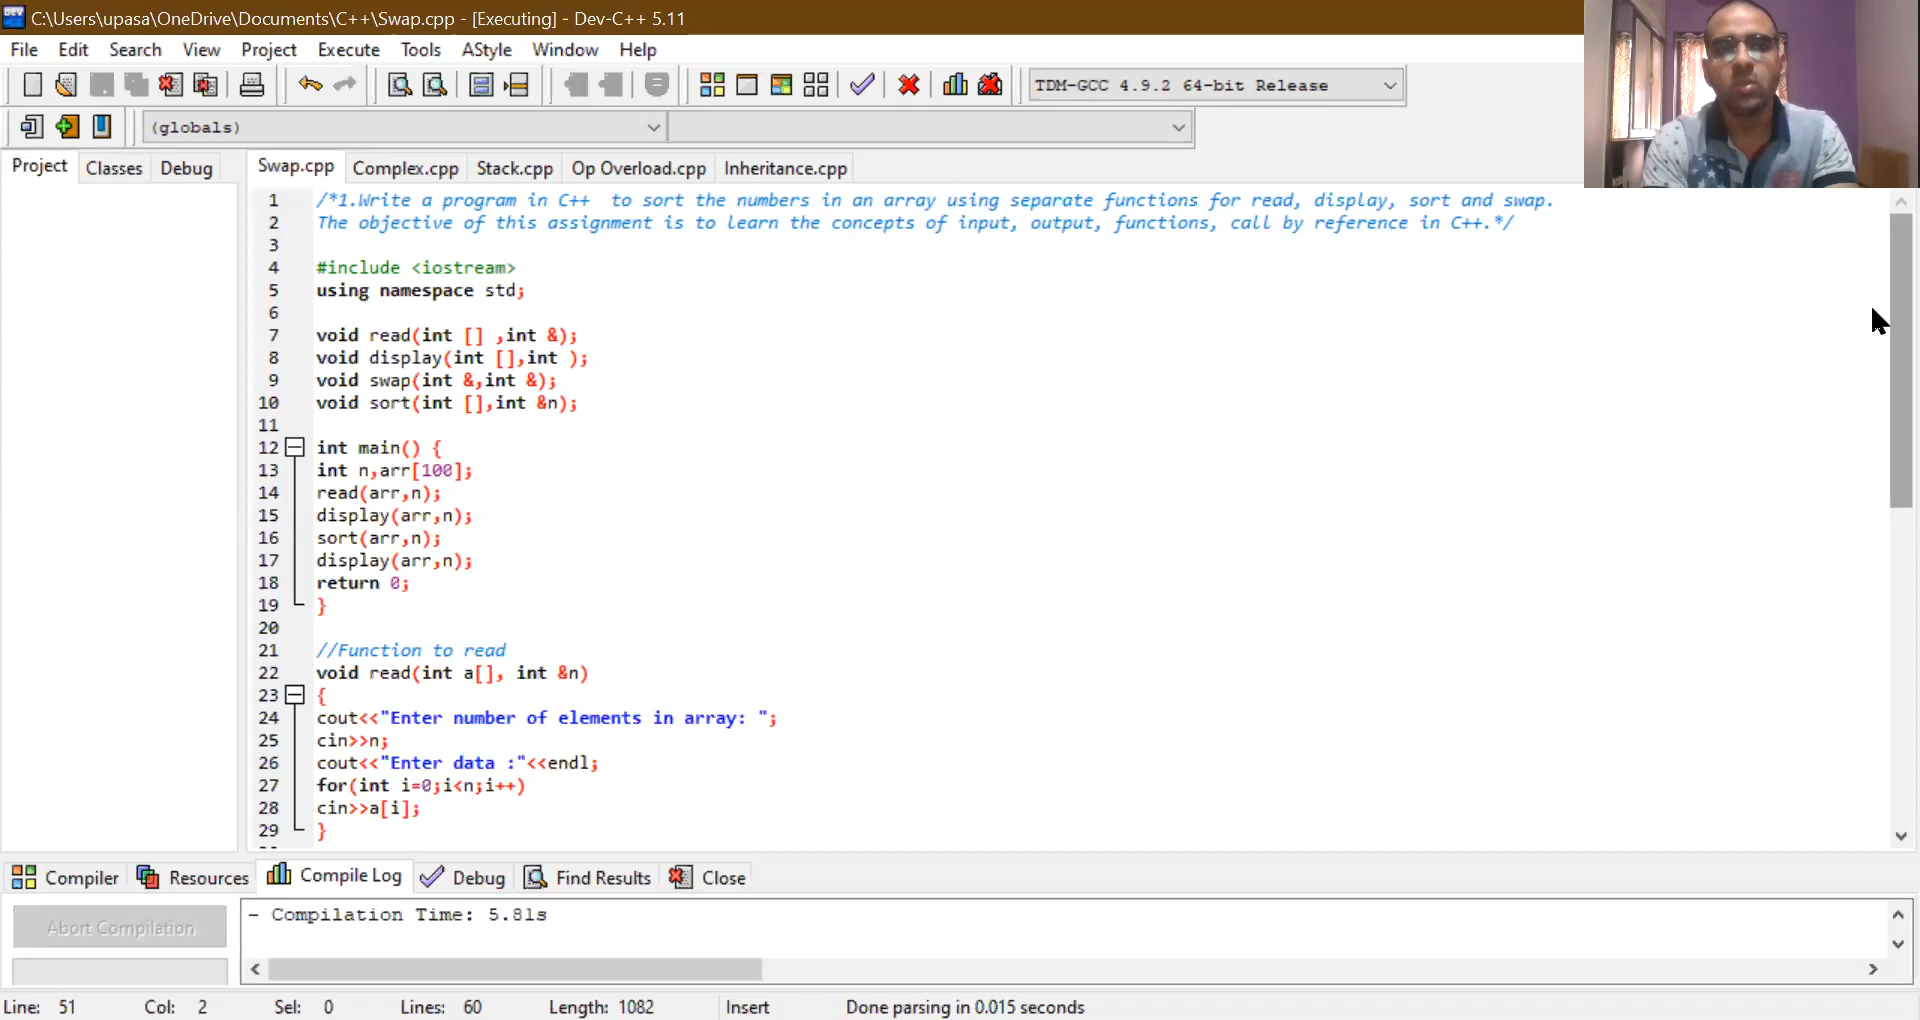 C:\Users\upasa\OneDrive\Documents\C++\Swap.cpp - [Executing] - Dev-C++ 5.11
File Edit Search View Project Execute Tools AStyle Window Help
TDM-GCC 4.9.2 64-bit Release
(globals)
Project Classes Debug Swap.cpp Complex.cpp Stack.cpp Op Overload.cpp Inheritance.cpp
1 /*1.Write a program in C++  to sort the numbers in an array using separate functions for read, display, sort and swap.
2 The objective of this assignment is to learn the concepts of input, output, functions, call by reference in C++.*/
3
4 #include <iostream>
5 using namespace std;
6
7 void read(int [] ,int &);
8 void display(int [],int );
9 void swap(int &,int &);
10 void sort(int [],int &n);
11
12 int main() {
13 int n,arr[100];
14 read(arr,n);
15 display(arr,n);
16 sort(arr,n);
17 display(arr,n);
18 return 0;
19 }
20
21 //Function to read
22 void read(int a[], int &n)
23 {
24 cout<<"Enter number of elements in array: ";
25 cin>>n;
26 cout<<"Enter data :"<<endl;
27 for(int i=0;i<n;i++)
28 cin>>a[i];
29 }
Compiler Resources Compile Log Debug Find Results Close
Abort Compilation
- Compilation Time: 5.81s
Line: 51 Col: 2 Sel: 0 Lines: 60 Length: 1082 Insert Done parsing in 0.015 seconds